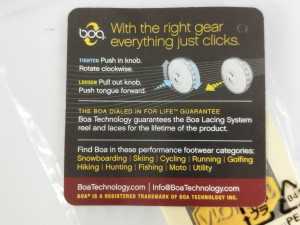 boa
With the right gear
everything just clicks.
TIGHTEN Push in knob.
Rotate clockwise.
LOOSEN Pull out knob.
Push tongue forward.
THE BOA DIALED IN FOR LIFE™ GUARANTEE
Boa Technology guarantees the Boa Lacing System
reel and laces for the lifetime of the product.
Find Boa in these performance footwear categories:
Snowboarding | Skiing | Cycling | Running | Golfing
Hiking | Hunting | Fishing | Moto | Utility
BoaTechnology.com | Info@BoaTechnology.com
BOA® IS A REGISTERED TRADEMARK OF BOA TECHNOLOGY INC.